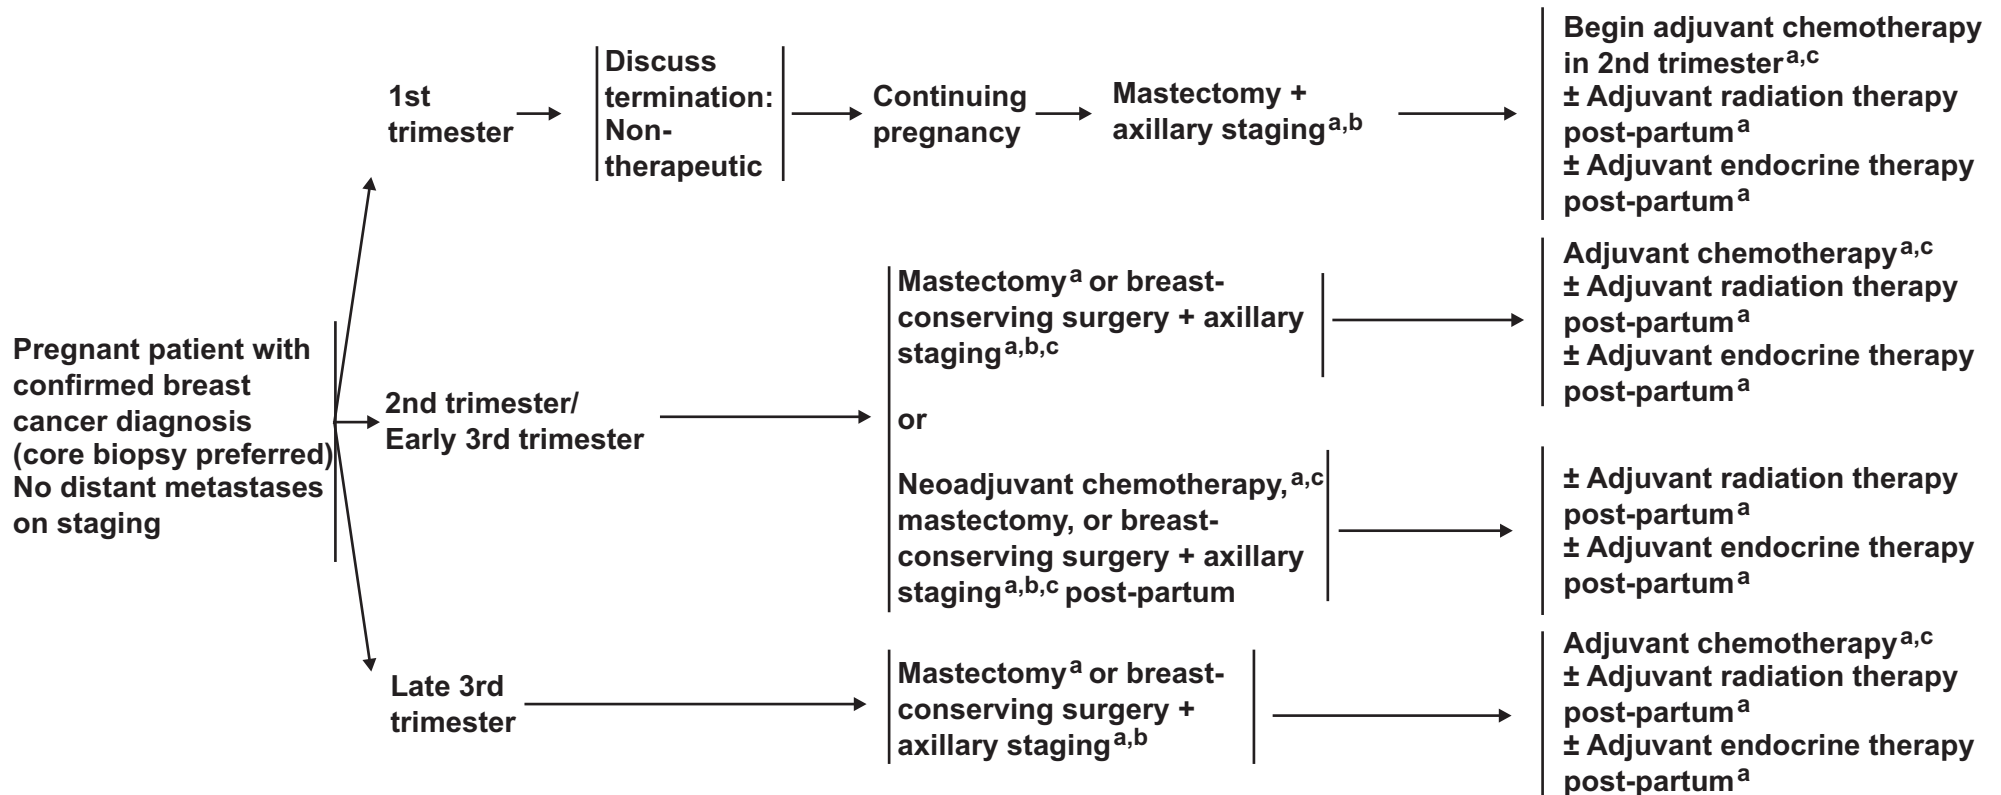 Pregnant patient with
confirmed breast
cancer diagnosis
(core biopsy preferred)
No distant metastases
on staging
1st
trimester
Discuss
termination:
Non-
therapeutic
Continuing
pregnancy
Mastectomy +
axillary staging a,b
Begin adjuvant chemotherapy
in 2nd trimester a,c
± Adjuvant radiation therapy
post-partum a
± Adjuvant endocrine therapy
post-partum a
2nd trimester/
Early 3rd trimester
Mastectomy a or breast-
conserving surgery + axillary
staging a,b,c
or
Neoadjuvant chemotherapy, a,c
mastectomy, or breast-
conserving surgery + axillary
staging a,b,c post-partum
Adjuvant chemotherapy a,c
± Adjuvant radiation therapy
post-partum a
± Adjuvant endocrine therapy
post-partum a
± Adjuvant radiation therapy
post-partum a
± Adjuvant endocrine therapy
post-partum a
Late 3rd
trimester
Mastectomy a or breast-
conserving surgery +
axillary staging a,b
Adjuvant chemotherapy a,c
± Adjuvant radiation therapy
post-partum a
± Adjuvant endocrine therapy
post-partum a